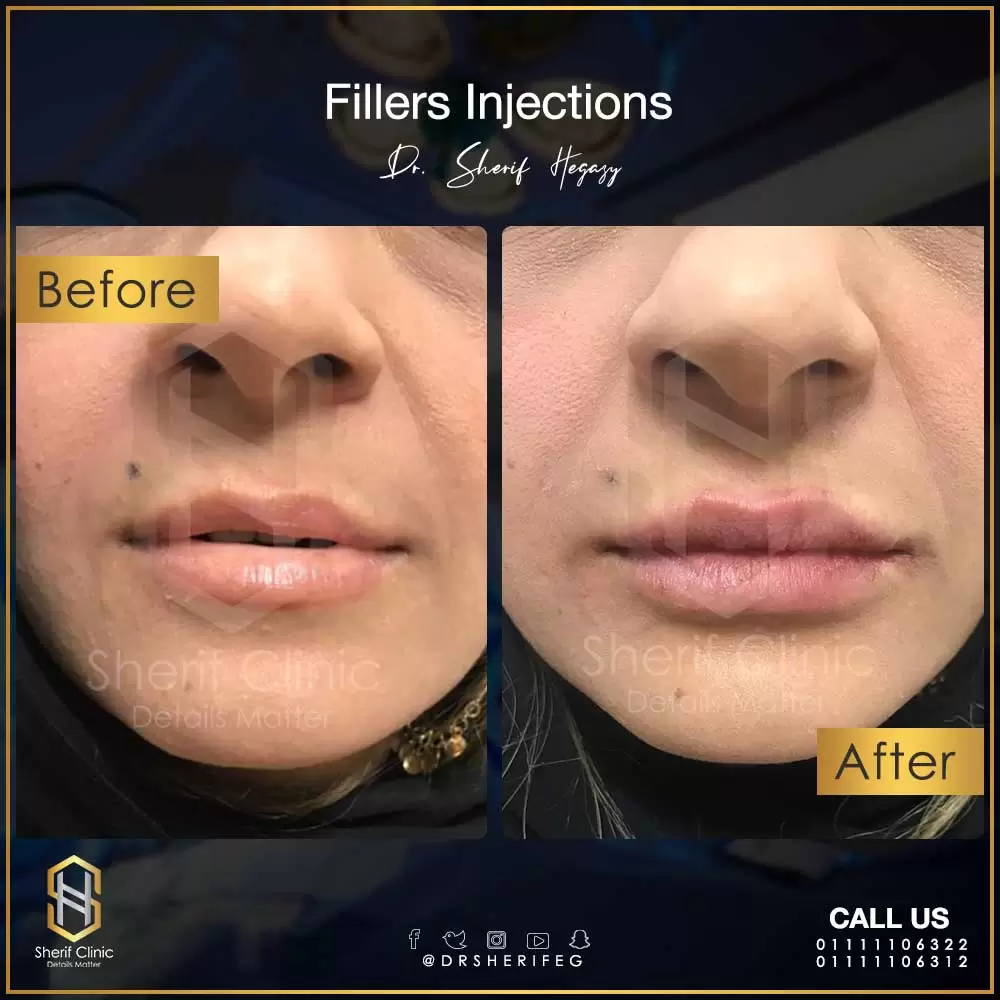 Fillers Injections
Dr. Sherif Hegazy
Before
Sherif Clinic
Details Matter
Sherif Clinic
Details Matter
After
Sherif Clinic
Details Matter
@DRSHERIFEG
CALL US
01111106322
01111106312